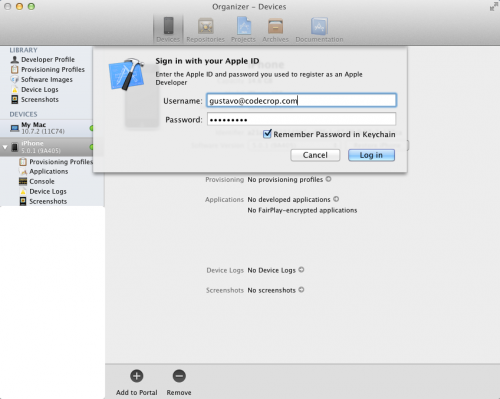 Organizer – Devices
Devices Repositories Projects Archives Documentation
LIBRARY
Developer Profile
Provisioning Profiles
Software Images
Device Logs
Screenshots
DEVICES
My Mac
10.7.2 (11C74)
iPhone
5.0.1 (9A405)
Provisioning Profiles
Applications
Console
Device Logs
Screenshots
Sign in with your Apple ID
Enter the Apple ID and password you used to register as an Apple
Developer
Username: gustavo@codecrop.com
Password: •••••••••
Remember Password in Keychain
Cancel Log in
Provisioning No provisioning profiles
Applications No developed applications
No FairPlay-encrypted applications
Device Logs No Device Logs
Screenshots No screenshots
Add to Portal Remove